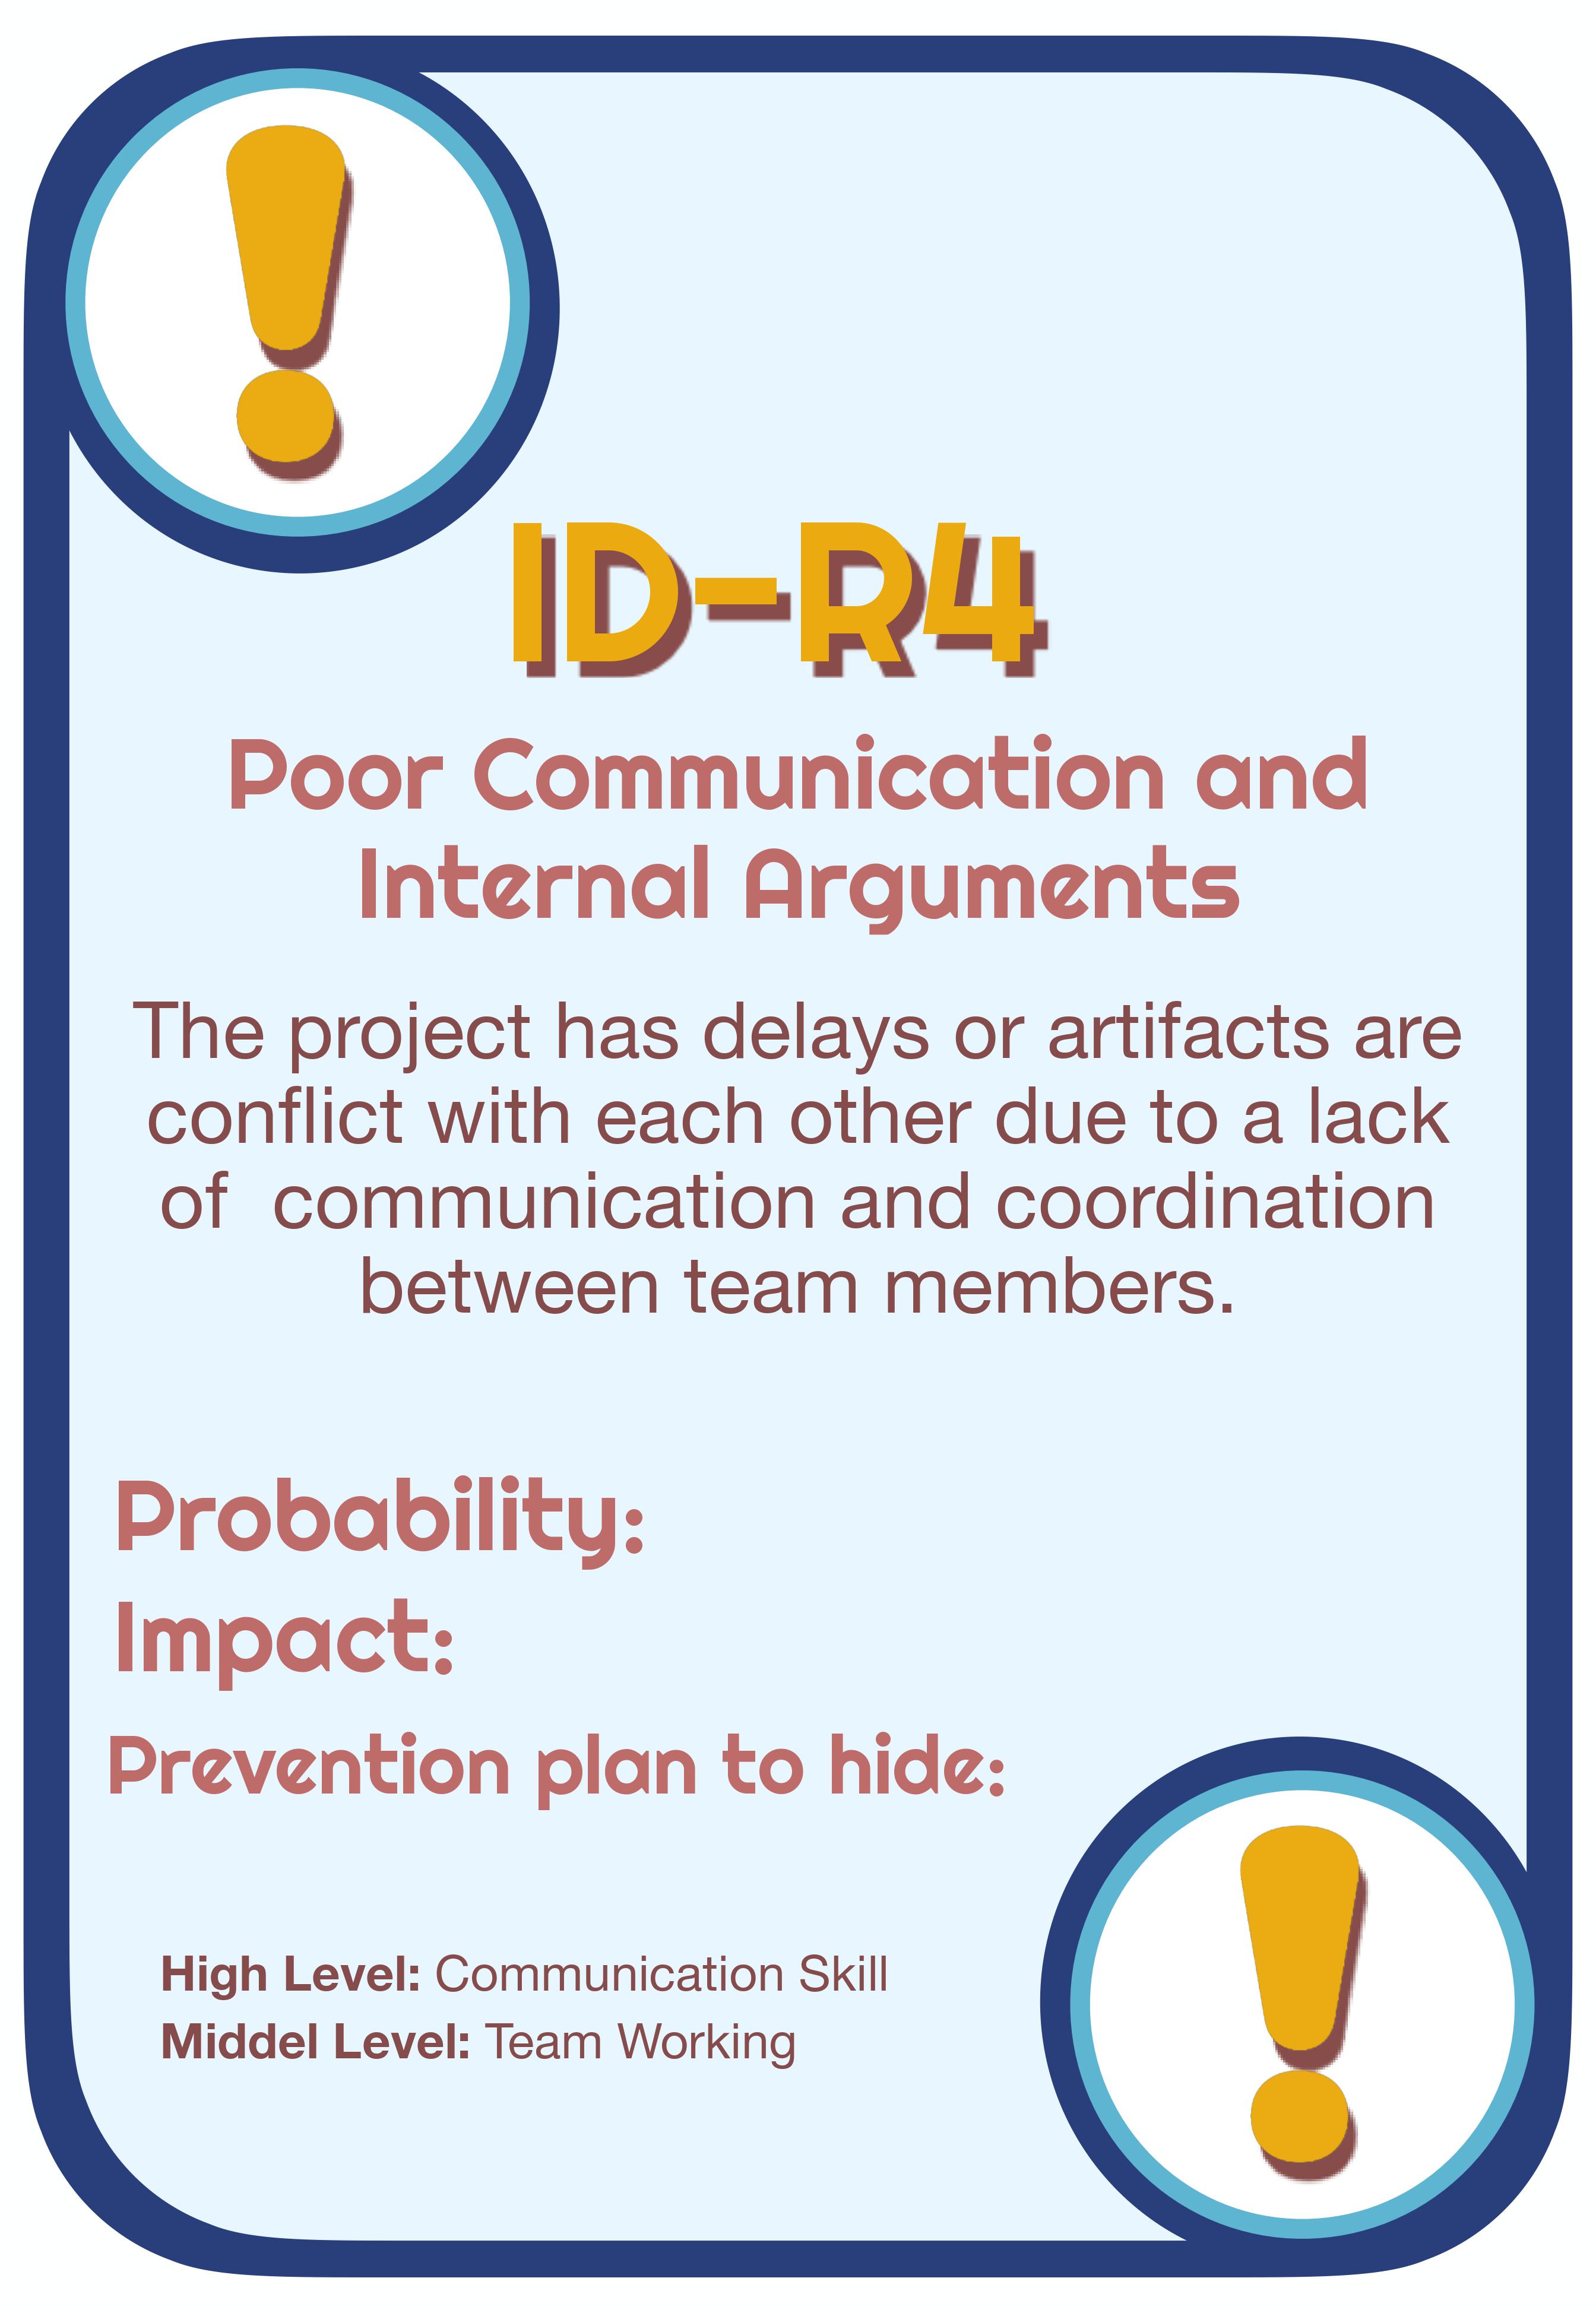 !
ID-R4
Poor Communication and
Internal Arguments
The project has delays or artifacts are
conflict with each other due to a lack
of  communication and coordination
between team members.
Probability:
Impact:
Prevention plan to hide:
High Level: Communication Skill
Middel Level: Team Working
!